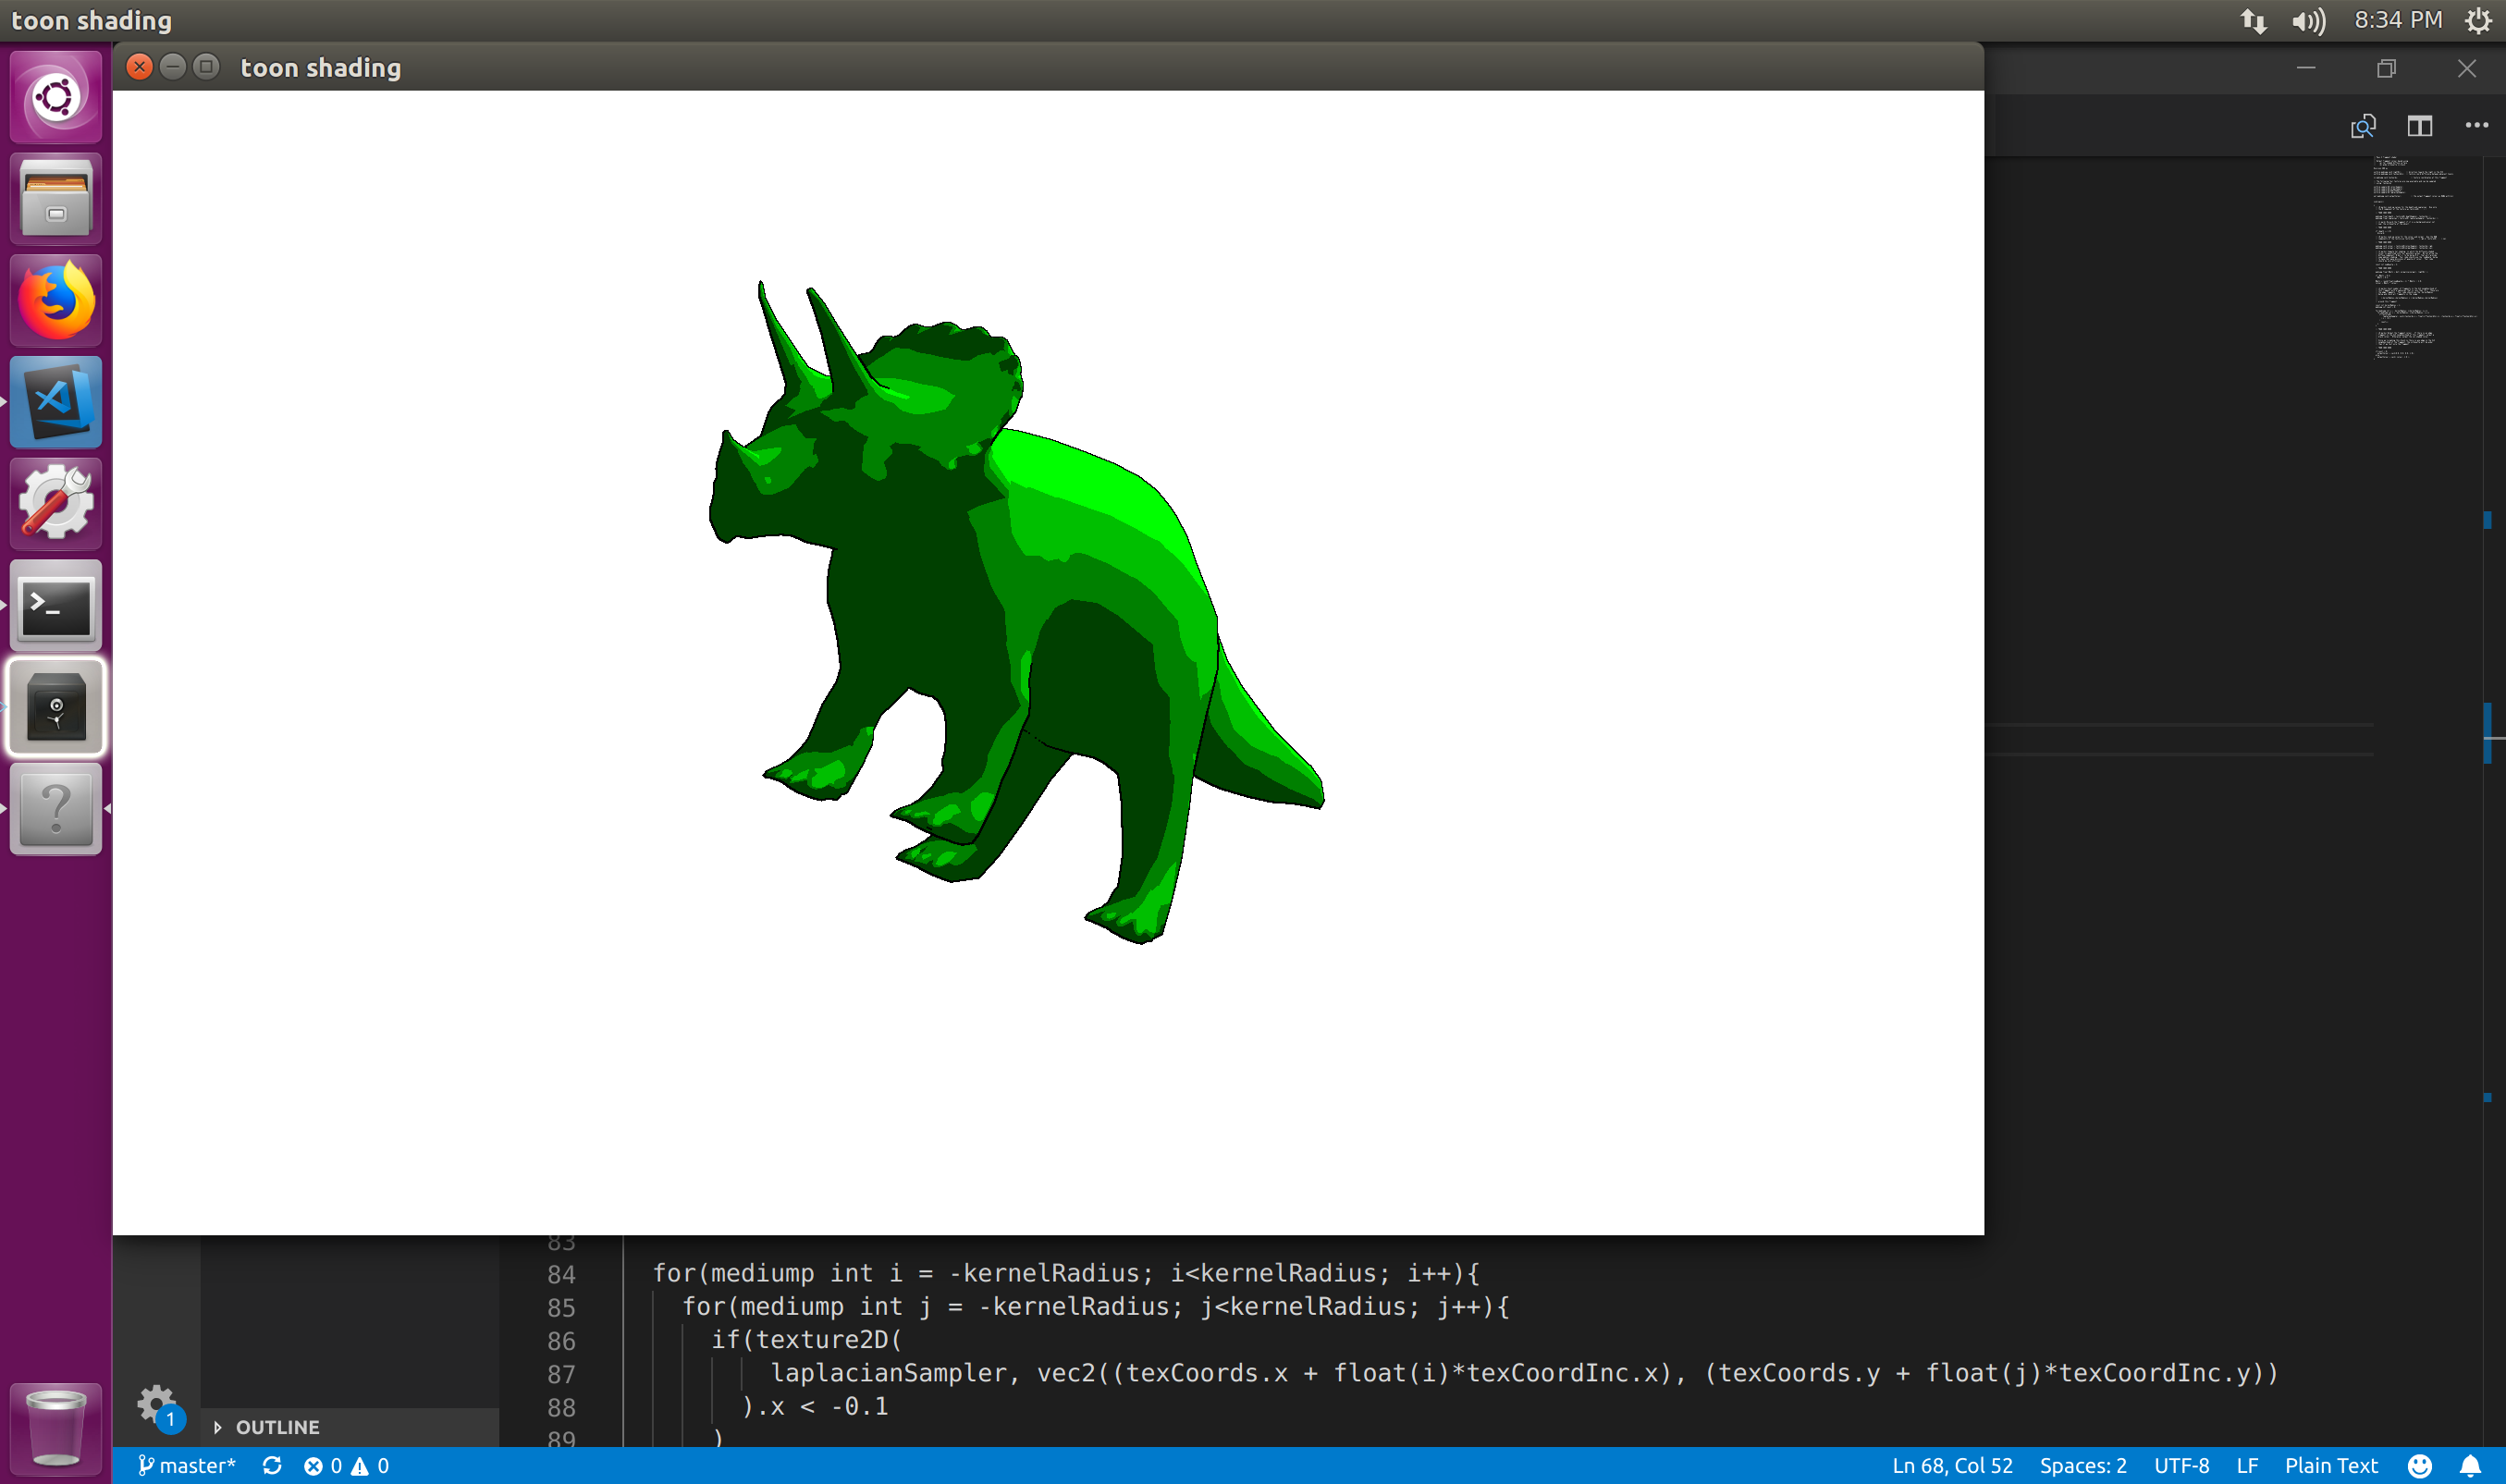 toon shading
8:34 PM
toon shading
83
84 for(mediump int i = -kernelRadius; i<kernelRadius; i++){
85 for(mediump int j = -kernelRadius; j<kernelRadius; j++){
86 if(texture2D(
87 laplacianSampler, vec2((texCoords.x + float(i)*texCoordInc.x), (texCoords.y + float(j)*texCoordInc.y))
88 ).x < -0.1
89 )
1
OUTLINE
master* 0 0 Ln 68, Col 52 Spaces: 2 UTF-8 LF Plain Text